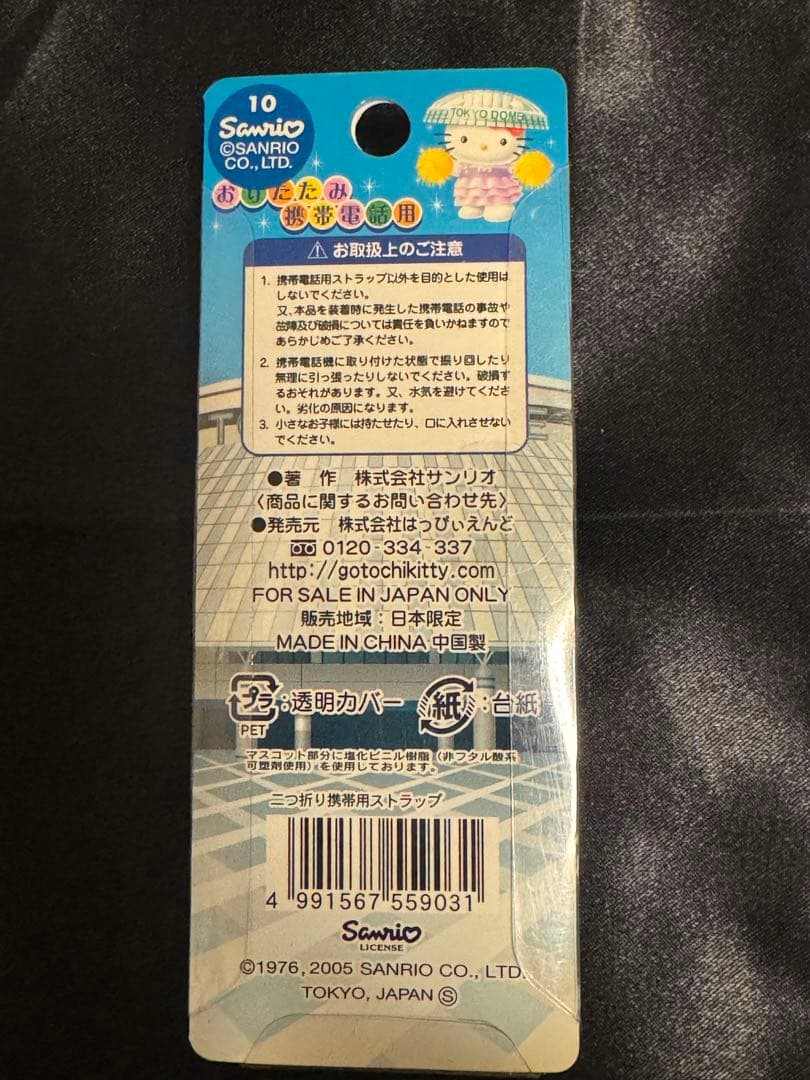 10
Sanrio
©SANRIO
CO., LTD.
TOKYO DOME
おりたたみ
携帯電話用
⚠ お取扱上のご注意
1. 携帯電話用ストラップ以外を目的とした使用は
しないでください。
又、本品を装着時に発生した携帯電話の事故や
故障及び破損については責任を負いかねますので
あらかじめご了承ください。
2. 携帯電話機に取り付けた状態で振り回したり
無理に引っ張ったりしないでください。破損す
るおそれがあります。又、水気を避けてくださ
い。劣化の原因になります。
3. 小さなお子様には持たせたり、口に入れさせない
でください。
●著 作 株式会社サンリオ
〈商品に関するお問い合わせ先〉
●発売元 株式会社はっぴぃえんど
0120-334-337
http://gotochikitty.com
FOR SALE IN JAPAN ONLY
販売地域：日本限定
MADE IN CHINA 中国製
プラ：透明カバー 紙：台紙
PET
マスコット部分に塩化ビニル樹脂（非フタル酸系
可塑剤使用）を使用しております。
二つ折り携帯用ストラップ
4 991567 559031
Sanrio
LICENSE
©1976, 2005 SANRIO CO., LTD.
TOKYO, JAPAN Ⓢ